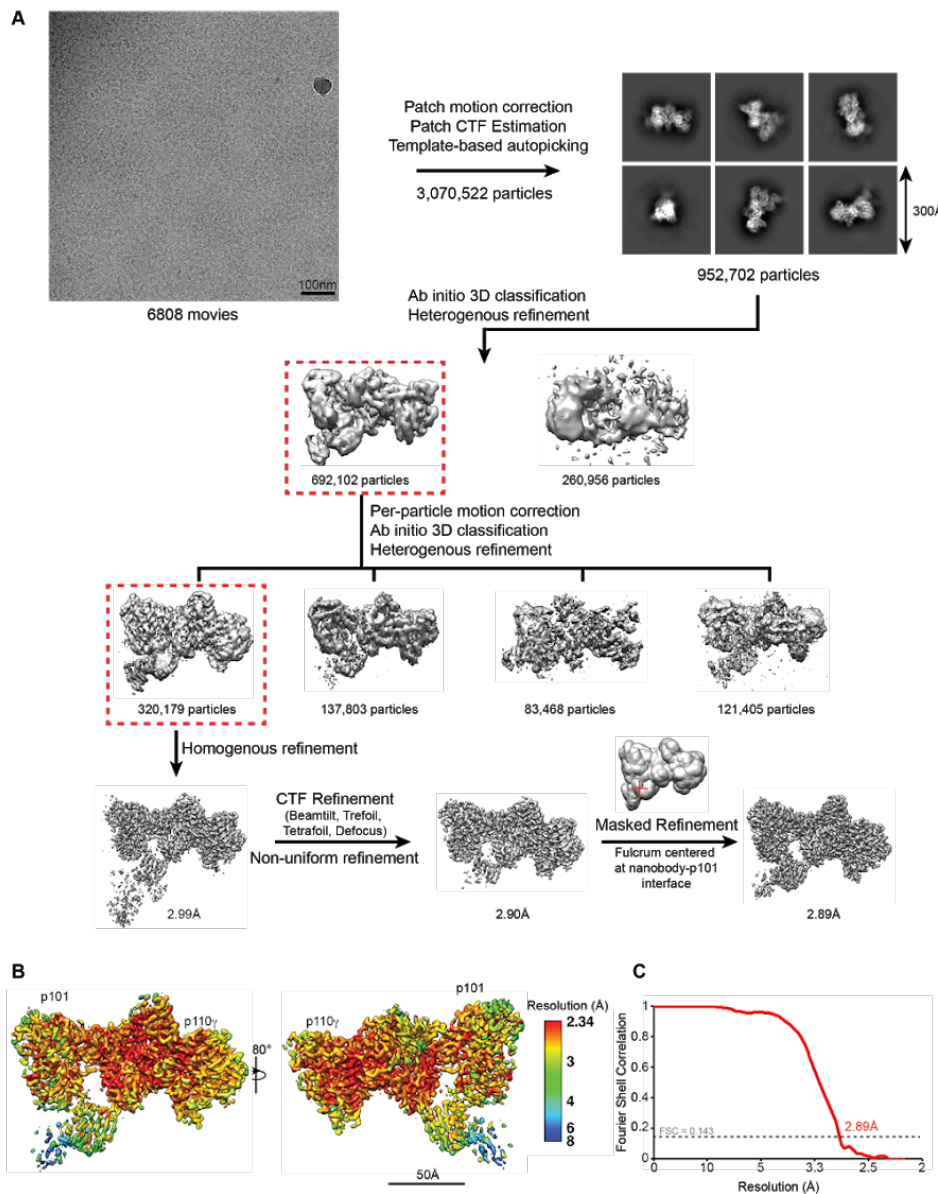 A
Patch motion correction
Patch CTF Estimation
Template-based autopicking
3,070,522 particles
300Å
100nm
6808 movies
952,702 particles
Ab initio 3D classification
Heterogenous refinement
692,102 particles
260,956 particles
Per-particle motion correction
Ab initio 3D classification
Heterogenous refinement
320,179 particles
137,803 particles
83,468 particles
121,405 particles
Homogenous refinement
CTF Refinement
(Beamtilt, Trefoil,
Tetrafoil, Defocus)
Non-uniform refinement
Masked Refinement
Fulcrum centered
at nanobody-p101
interface
2.99Å
2.90Å
2.89Å
B
p101
p110γ
80°
p110γ
p101
Resolution (Å)
2.34
3
4
6
8
50Å
C
Fourier Shell Correlation
1
0.8
0.6
0.4
0.2
0
FSC = 0.143
2.89Å
0
10
5
3.3
2.5
2
Resolution (Å)